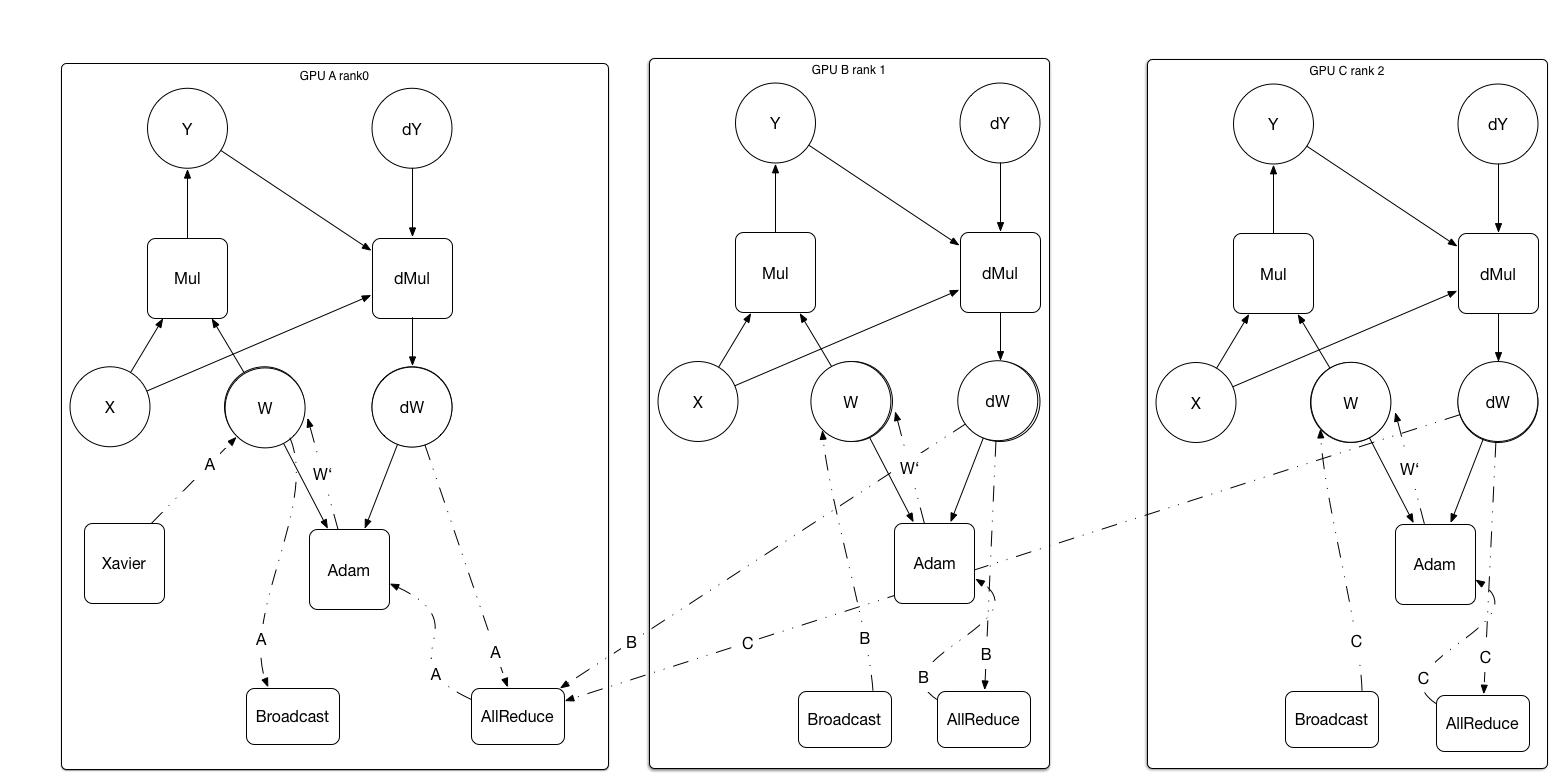 GPU A rank0
Y
dY
Mul
dMul
X
W
dW
A
W‘
Xavier
Adam
A
A
A
Broadcast
AllReduce
B
C
GPU B rank 1
Y
dY
Mul
dMul
X
W
dW
W‘
Adam
B
B
B
Broadcast
AllReduce
GPU C rank 2
Y
dY
Mul
dMul
X
W
dW
W‘
Adam
C
C
C
Broadcast
AllReduce